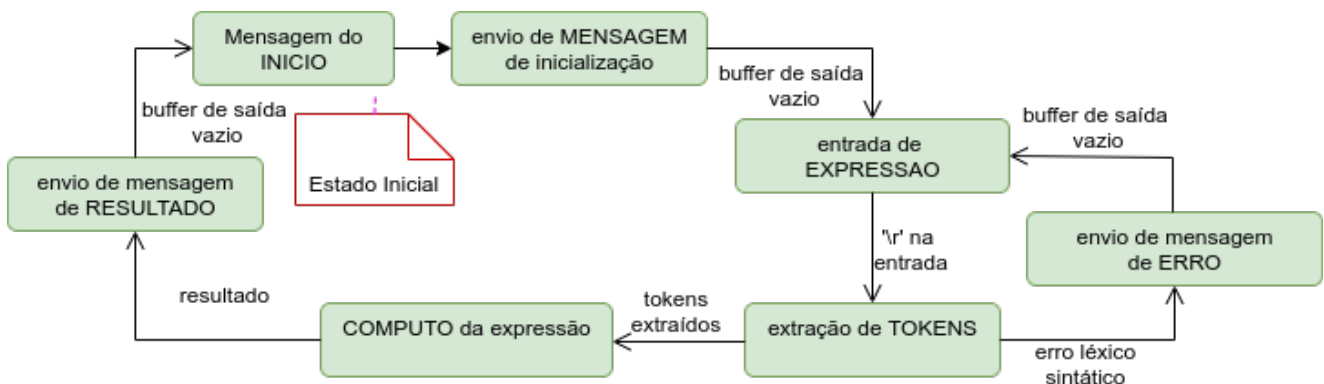 Mensagem do
INICIO
envio de MENSAGEM
de inicialização
buffer de saída
vazio
buffer de saída
vazio
buffer de saída
vazio
entrada de
EXPRESSAO
envio de mensagem
de RESULTADO
Estado Inicial
'\r' na
entrada
envio de mensagem
de ERRO
resultado
COMPUTO da expressão
tokens
extraídos
extração de TOKENS
erro léxico
sintático